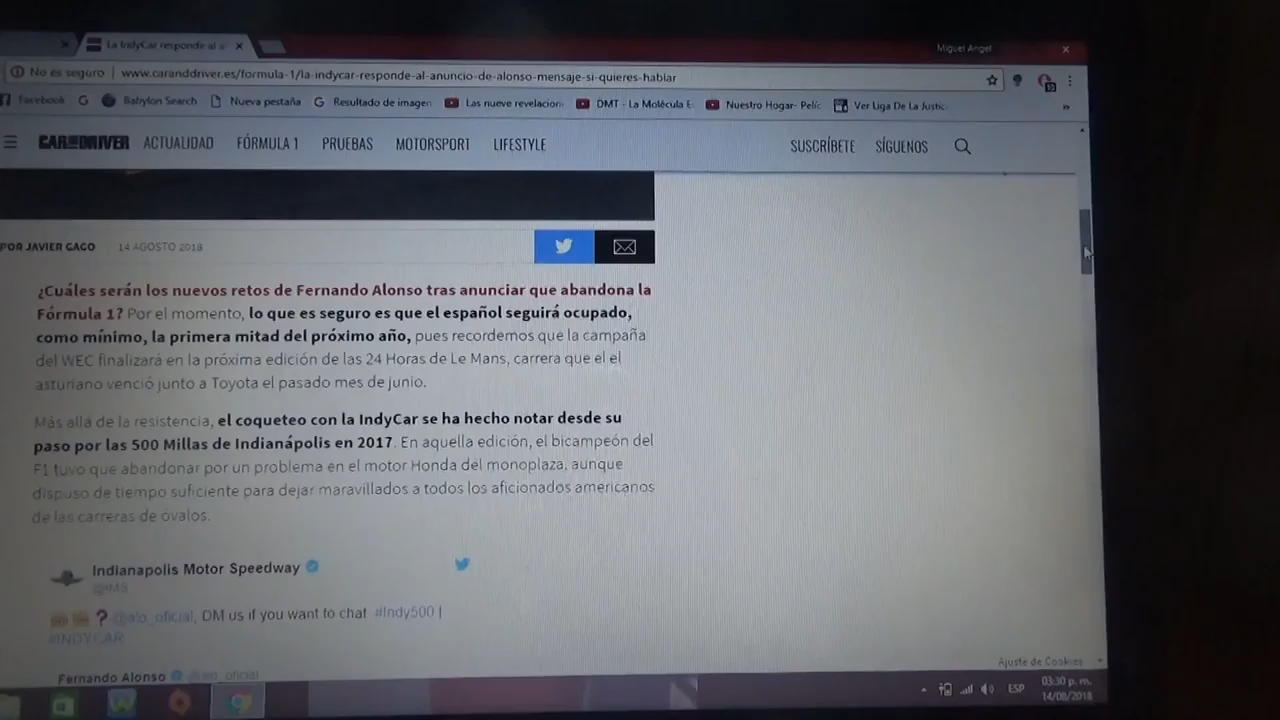 La IndyCar responde al a
Miguel Angel
No es seguro | www.caranddriver.es/formula-1/la-indycar-responde-al-anuncio-de-alonso-mensaje-si-quieres-hablar
Facebook Babylon Search Nueva pestaña Resultado de imagen Las nueve revelacion DMT - La Molécula E Nuestro Hogar- Pelíc Ver Liga De La Justic
CAR AND DRIVER ACTUALIDAD FÓRMULA 1 PRUEBAS MOTORSPORT LIFESTYLE SUSCRÍBETE SÍGUENOS
POR JAVIER GAGO 14 AGOSTO 2018
¿Cuáles serán los nuevos retos de Fernando Alonso tras anunciar que abandona la
Fórmula 1? Por el momento, lo que es seguro es que el español seguirá ocupado,
como mínimo, la primera mitad del próximo año, pues recordemos que la campaña
del WEC finalizará en la próxima edición de las 24 Horas de Le Mans, carrera que el el
asturiano venció junto a Toyota el pasado mes de junio.
Más allá de la resistencia, el coqueteo con la IndyCar se ha hecho notar desde su
paso por las 500 Millas de Indianápolis en 2017. En aquella edición, el bicampeón del
F1 tuvo que abandonar por un problema en el motor Honda del monoplaza, aunque
dispuso de tiempo suficiente para dejar maravillados a todos los aficionados americanos
de las carreras de óvalos.
Indianapolis Motor Speedway
@IMS
? @alo_oficial, DM us if you want to chat #Indy500 |
#INDYCAR
Fernando Alonso @alo_oficial
Ajuste de Cookies
ESP 03:30 p. m.
14/08/2018